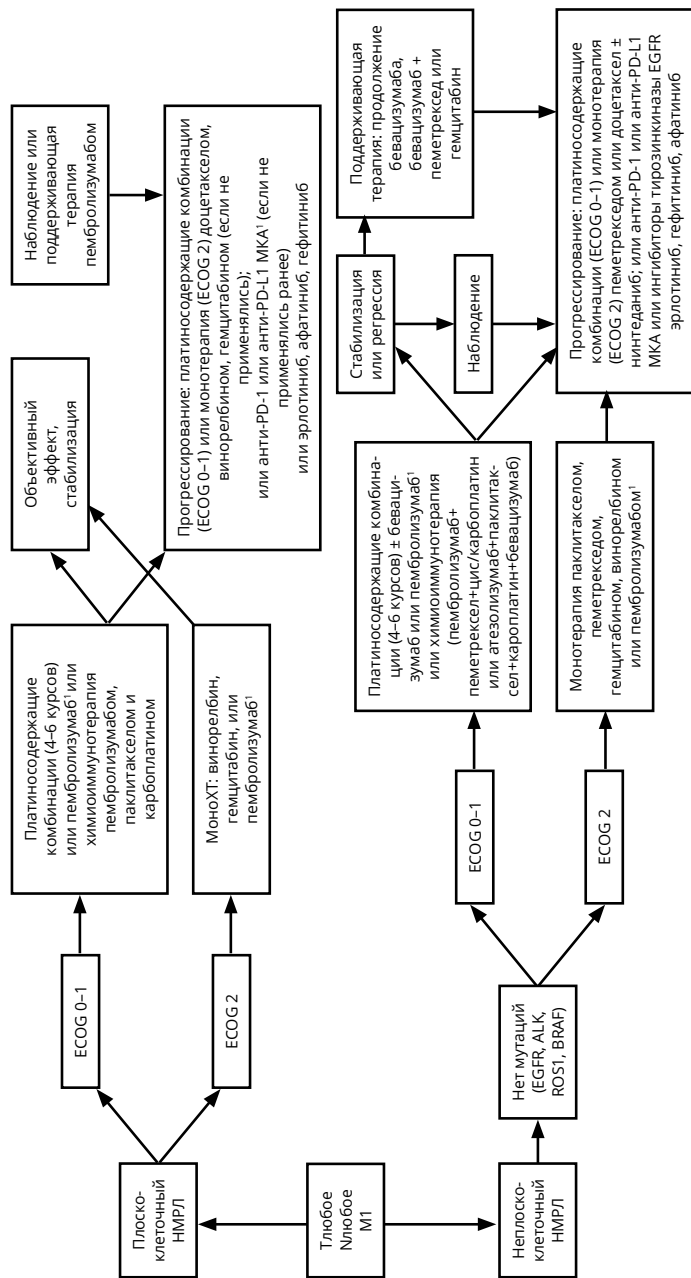 Тлюбое
Nлюбое
M1
Плоско-
клеточный
НМРЛ
ECOG 0–1
Платиносодержащие
комбинации (4–6 курсов)
или пембролизумаб¹ или
химиоиммунотерапия
пембролизумабом,
паклитакселом и
карбоплатином
Объективный
эффект,
стабилизация
Наблюдение или
поддерживающая
терапия
пембролизумабом
ECOG 2
МоноХТ: винорелбин,
гемцитабин, или
пембролизумаб¹
Прогрессирование: платиносодержащие комбинации
(ECOG 0–1) или монотерапия (ECOG 2) доцетакселом,
винорелбином, гемцитабином (если не
применялись);
или анти-PD-1 или анти-PD-L1 МКА¹ (если не
применялись ранее)
или эрлотиниб, афатиниб, гефитиниб
Неплоско-
клеточный
НМРЛ
Нет мутаций
(EGFR, ALK,
ROS1, BRAF)
ECOG 0–1
Платиносодержащие комбина-
ции (4–6 курсов) ± беваци-
зумаб или пембролизумаб¹
или химиоиммунотерапия
(пембролизумаб+
пеметрексел+цис/карбоплатин
или атезолизумаб+паклитак-
сел+кароплатин+бевацизумаб)
Стабилизация
или регрессия
Поддерживающая
терапия: продолжение
бевацизумаба,
бевацизумаб +
пеметрексед или
гемцитабин
Наблюдение
ECOG 2
Монотерапия паклитакселом,
пеметрекседом,
гемцитабином, винорелбином
или пембролизумабом¹
Прогрессирование: платиносодержащие
комбинации (ECOG 0–1) или монотерапия
(ECOG 2) пеметрекседом или доцетаксел ±
нинтеданиб; или анти-PD-1 или анти-PD-L1
МКА или ингибиторы тирозинкиназы EGFR
эрлотиниб, гефитиниб, афатиниб